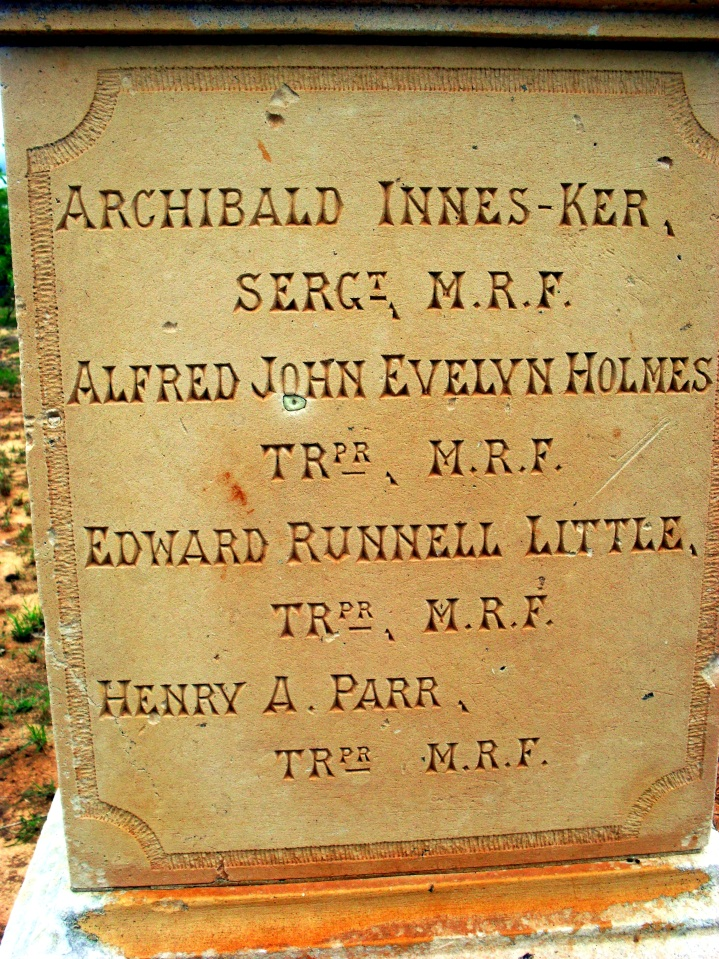 ARCHIBALD INNES-KER,
SERGT, M.R.F.
ALFRED JOHN EVELYN HOLMES
TRPR, M.R.F.
EDWARD RUNNELL LITTLE,
TRPR, M.R.F.
HENRY A. PARR,
TRPR M.R.F.